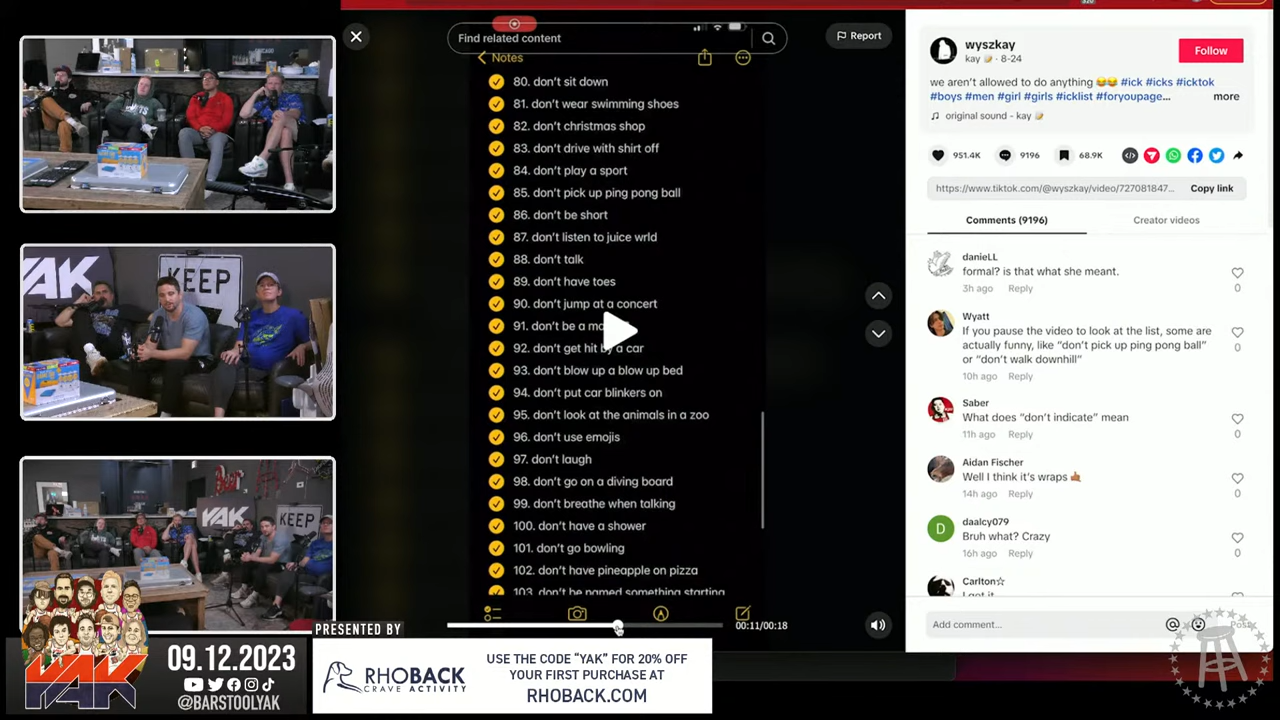 CHICAGO
YAK
KEEP
YAK
KEEP
YAK
09.12.2023
@BARSTOOLYAK
PRESENTED BY
RHOBACK
CRAVE ACTIVITY
USE THE CODE "YAK" FOR 20% OFF
YOUR FIRST PURCHASE AT
RHOBACK.COM
Find related content
Report
Notes
80. don't sit down
81. don't wear swimming shoes
82. don't christmas shop
83. don't drive with shirt off
84. don't play a sport
85. don't pick up ping pong ball
86. don't be short
87. don't listen to juice wrld
88. don't talk
89. don't have toes
90. don't jump at a concert
91. don't be a
92. don't get hit by a car
93. don't blow up a blow up bed
94. don't put car blinkers on
95. don't look at the animals in a zoo
96. don't use emojis
97. don't laugh
98. don't go on a diving board
99. don't breathe when talking
100. don't have a shower
101. don't go bowling
102. don't have pineapple on pizza
103. don't be named something starting
00:11/00:18
wyszkay
kay · 8-24
Follow
we aren't allowed to do anything 😂😂 #ick #icks #icktok
#boys #men #girl #girls #icklist #foryoupage...
more
original sound - kay
951.4K
9196
68.9K
https://www.tiktok.com/@wyszkay/video/727081847...
Copy link
Comments (9196)
Creator videos
danieLL
formal? is that what she meant.
3h ago Reply
0
Wyatt
If you pause the video to look at the list, some are
actually funny, like "don't pick up ping pong ball"
or "don't walk downhill"
10h ago Reply
0
Saber
What does "don't indicate" mean
11h ago Reply
0
Aidan Fischer
Well I think it's wraps 🤙
14h ago Reply
0
D
daalcy079
Bruh what? Crazy
16h ago Reply
0
Carlton☆
I got it
Add comment...